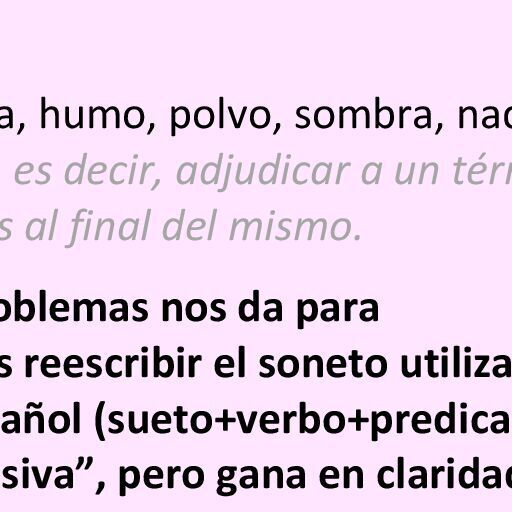 a, humo, polvo, sombra, nad
es decir, adjudicar a un térr
s al final del mismo.
oblemas nos da para
s reescribir el soneto utiliza
añol (sueto+verbo+predica
siva”, pero gana en claridad